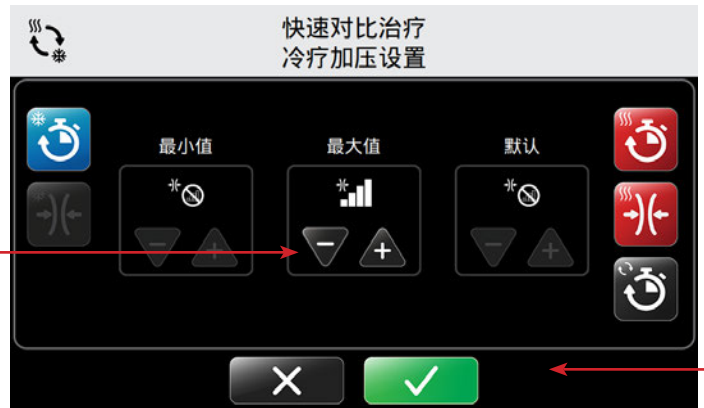 快速对比治疗
冷疗加压设置
最小值
最大值
默认